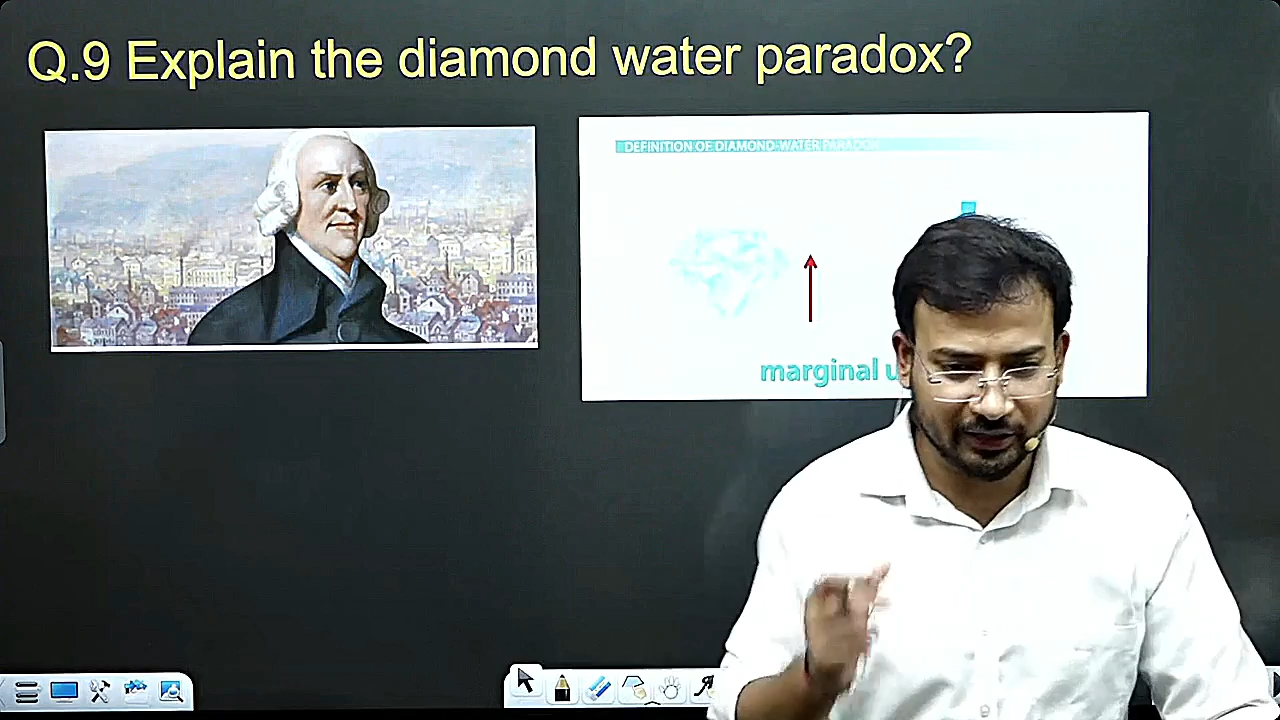 Q.9 Explain the diamond water paradox?
DEFINITION OF DIAMOND-WATER PARADOX
marginal